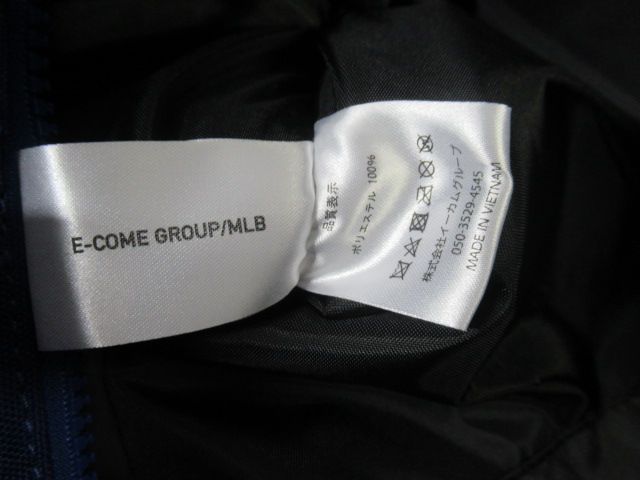 E-COME GROUP/MLB
品質表示
ポリエステル 100%
株式会社イーカムグループ
050-3529-4545
MADE IN VIETNAM